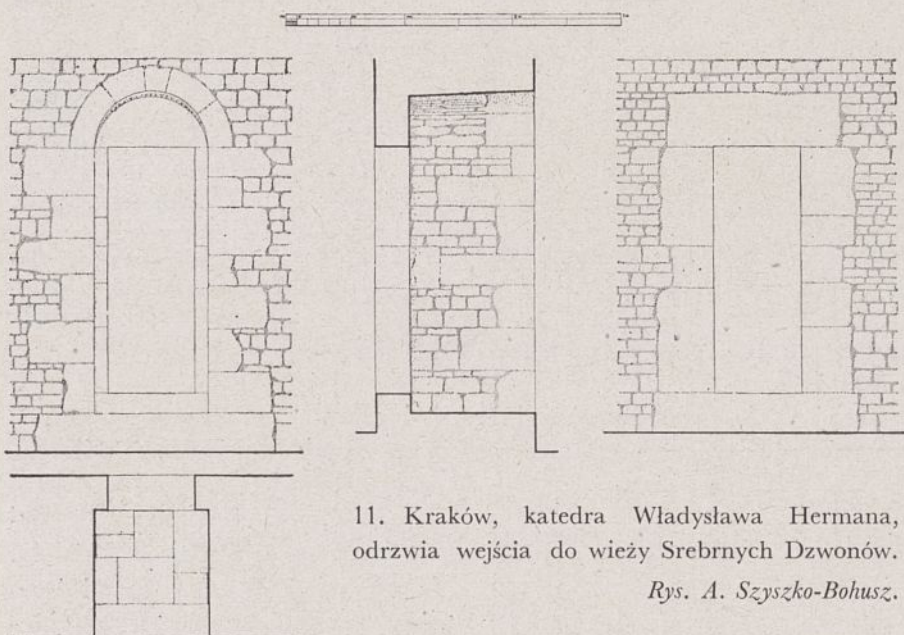 11. Kraków, katedra Władysława Hermana,
odrzwia wejścia do wieży Srebrnych Dzwonów.
Rys. A. Szyszko-Bohusz.